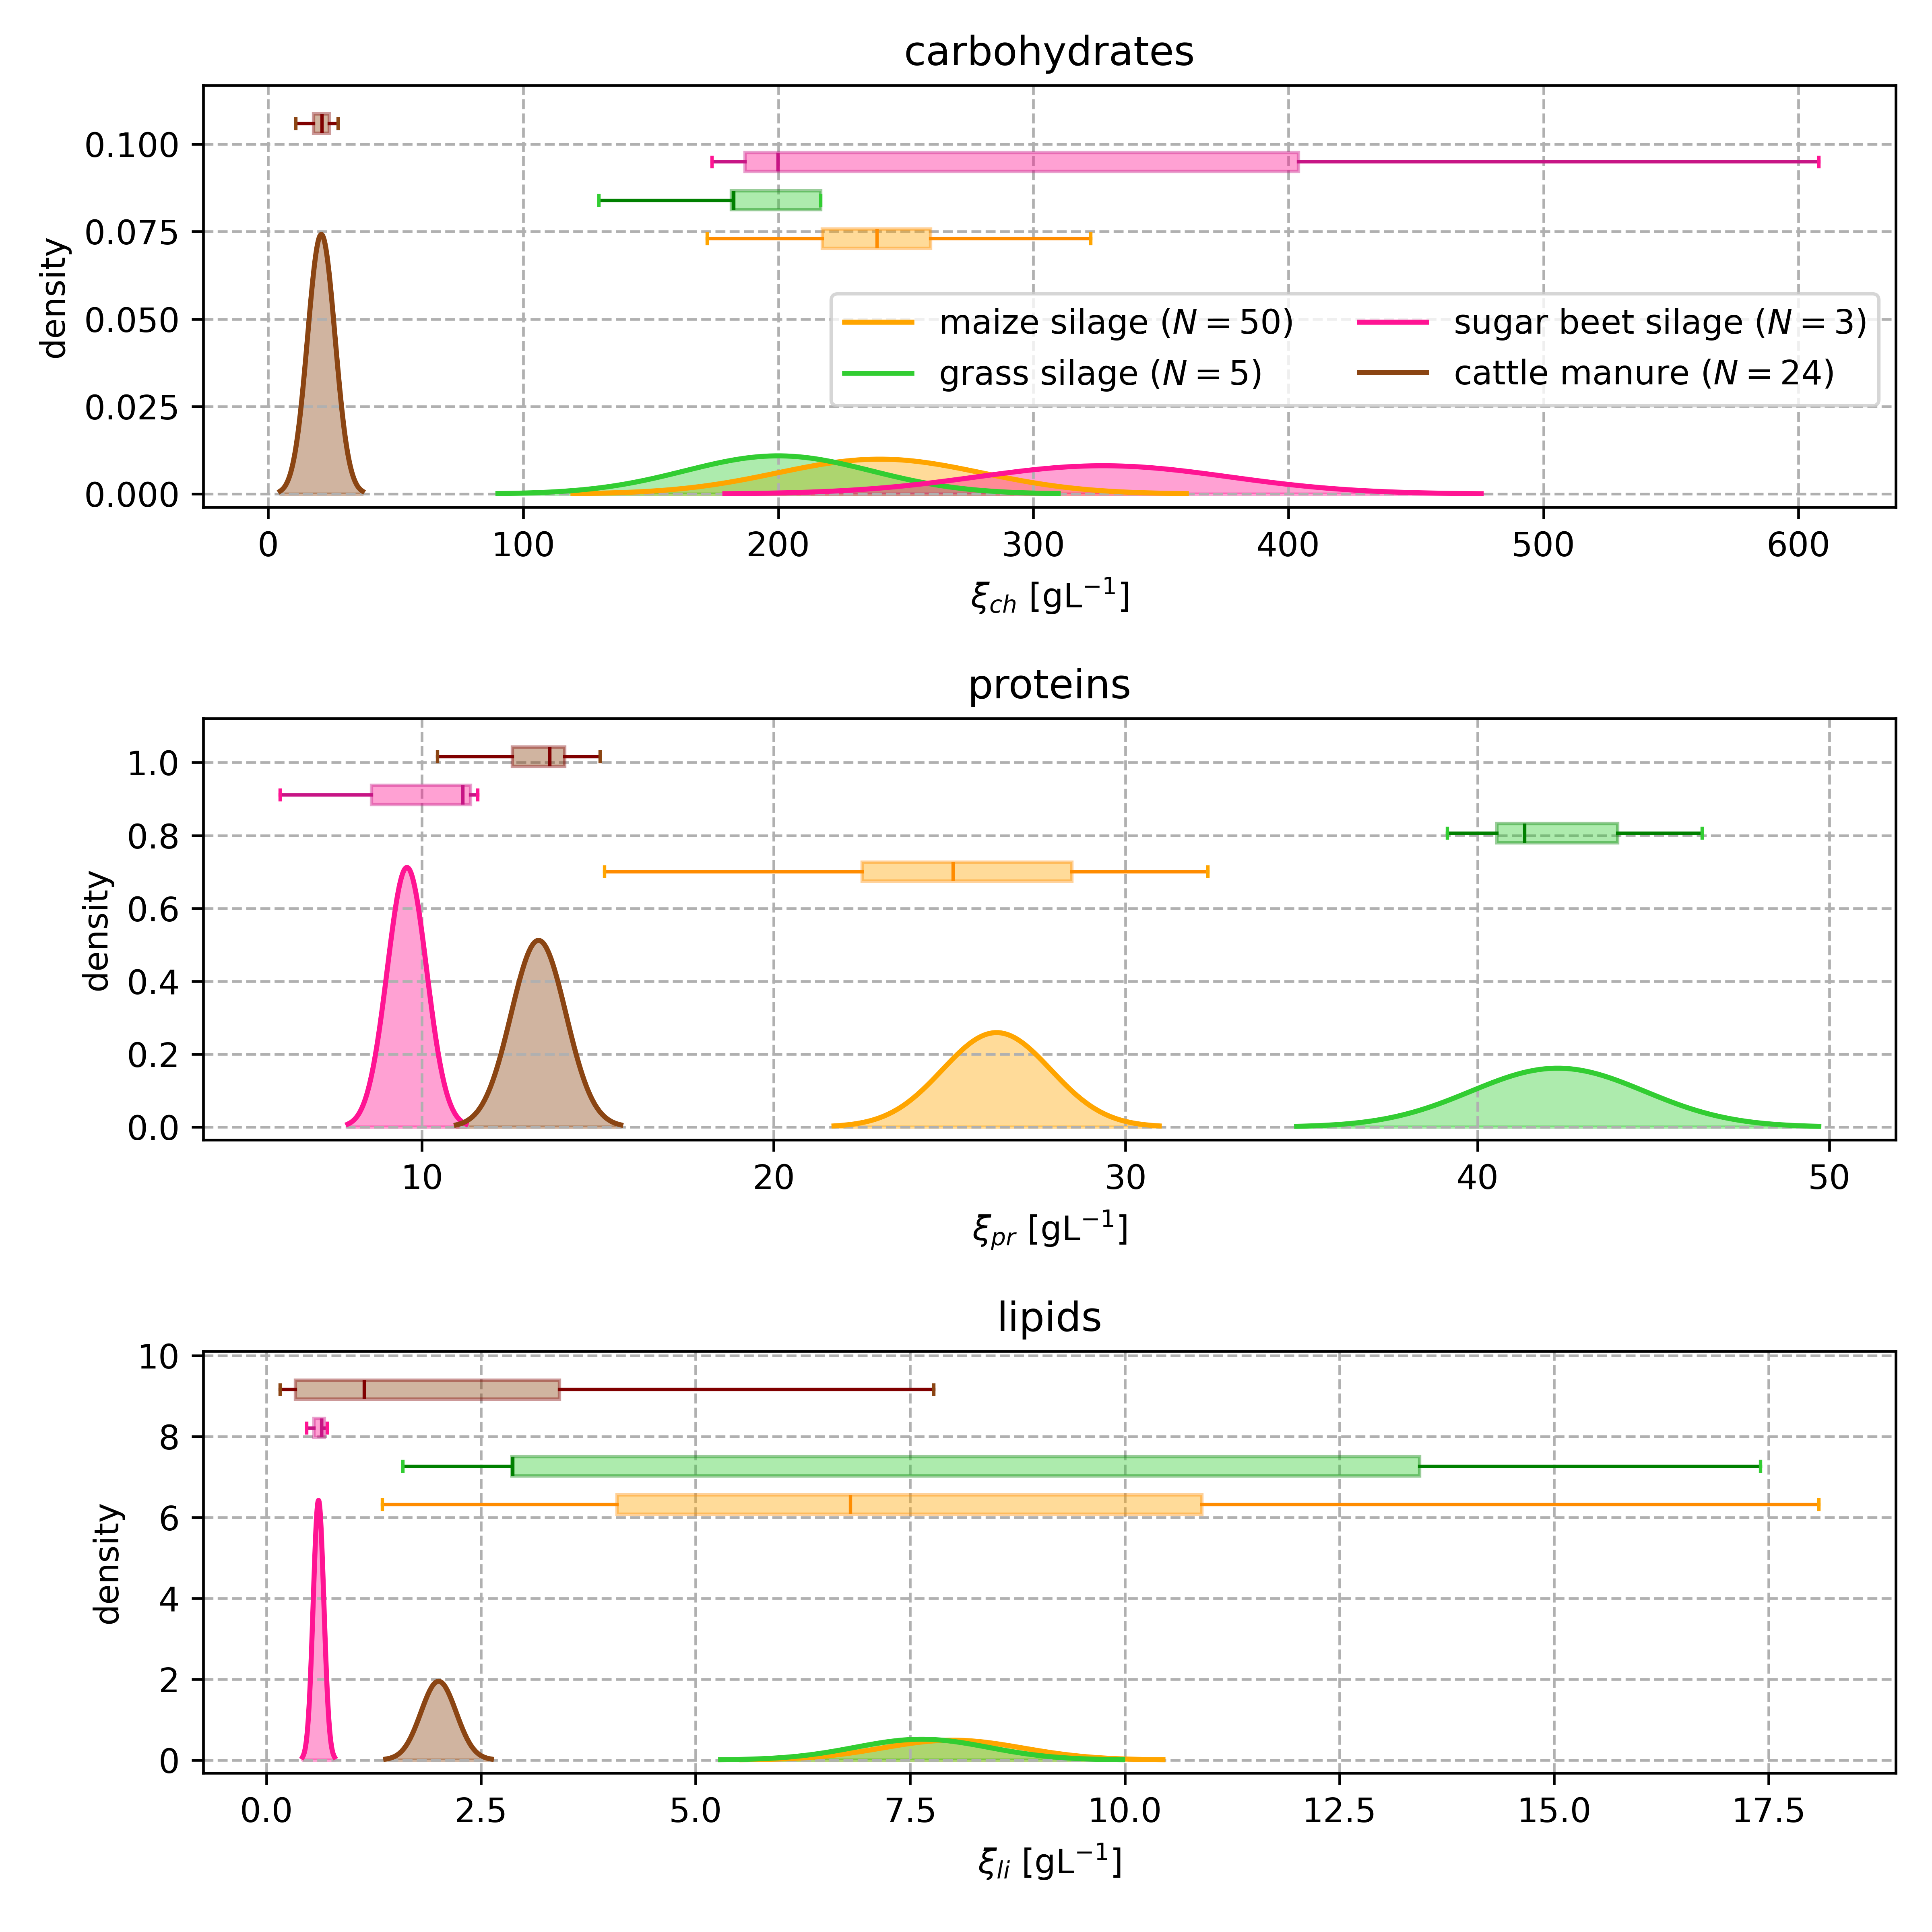 carbohydrates
0.100
0.075
0.050
0.025
0.000
density
maize silage (N = 50)
sugar beet silage (N = 3)
grass silage (N = 5)
cattle manure (N = 24)
0 100 200 300 400 500 600
ξch [gL⁻¹]
proteins
1.0
0.8
0.6
0.4
0.2
0.0
density
10 20 30 40 50
ξpr [gL⁻¹]
lipids
10
8
6
4
2
0
density
0.0 2.5 5.0 7.5 10.0 12.5 15.0 17.5
ξli [gL⁻¹]